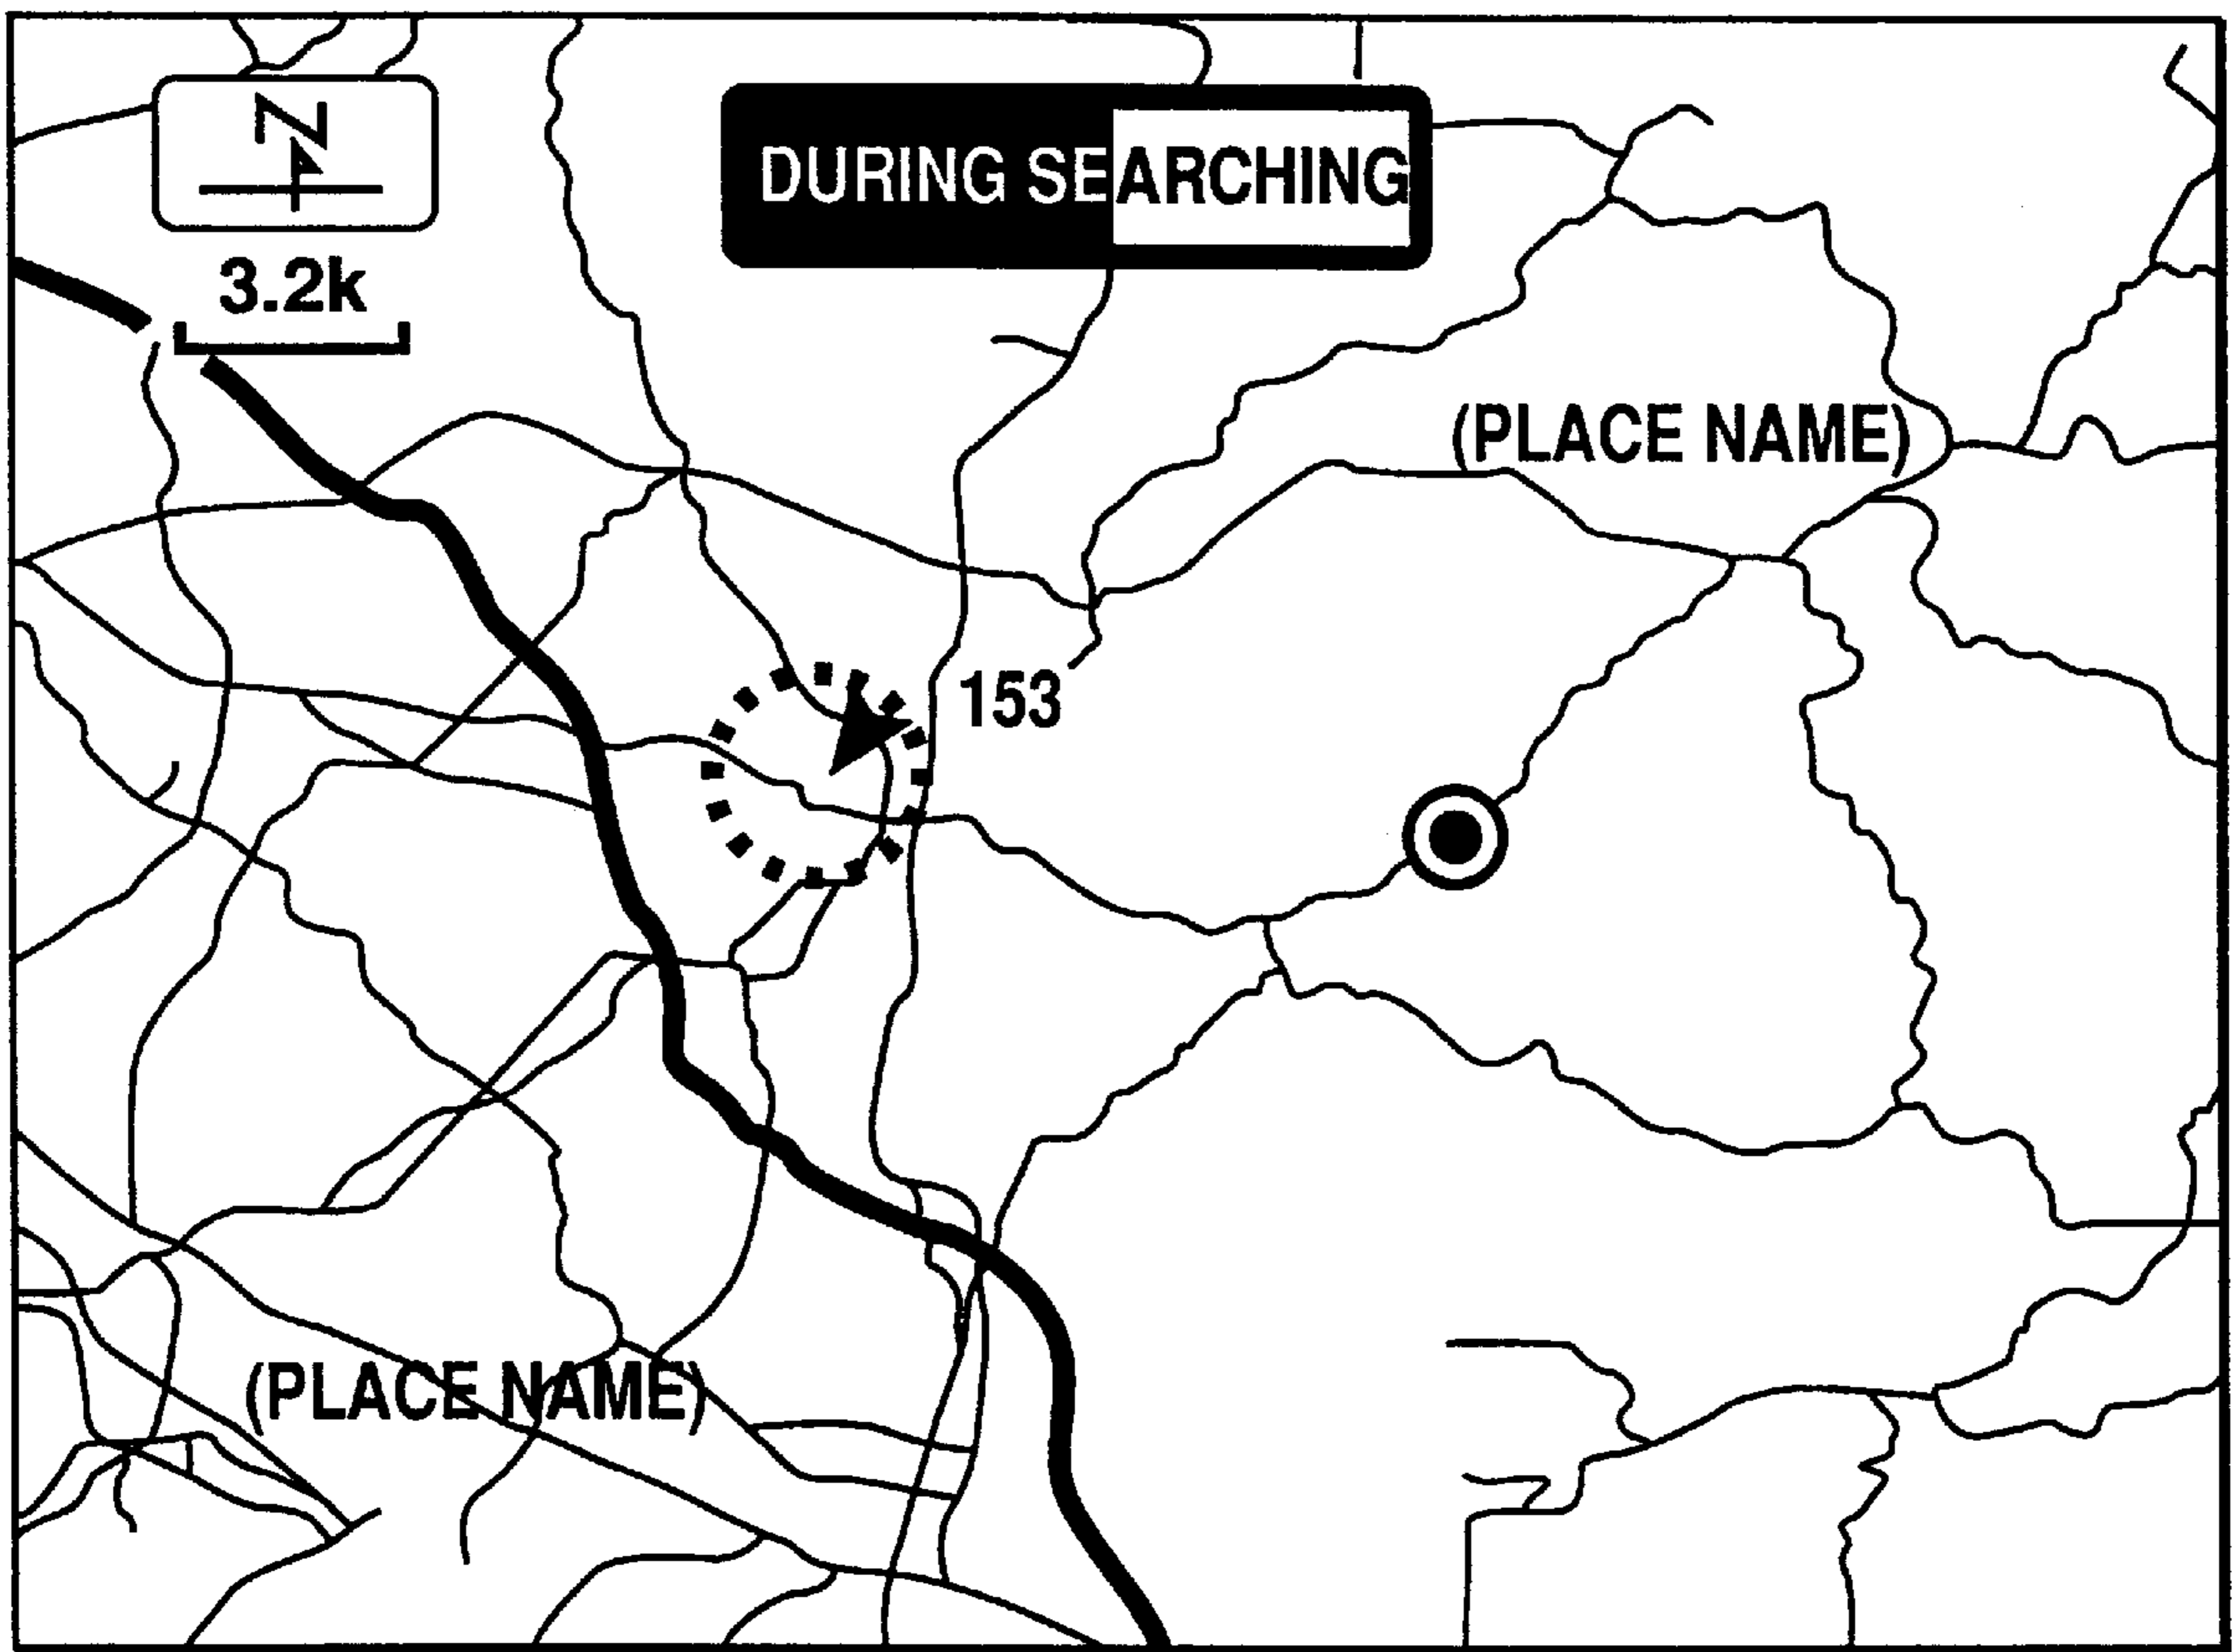 N
DURING SEARCHING
3.2k
(PLACE NAME)
153
(PLACE NAME)